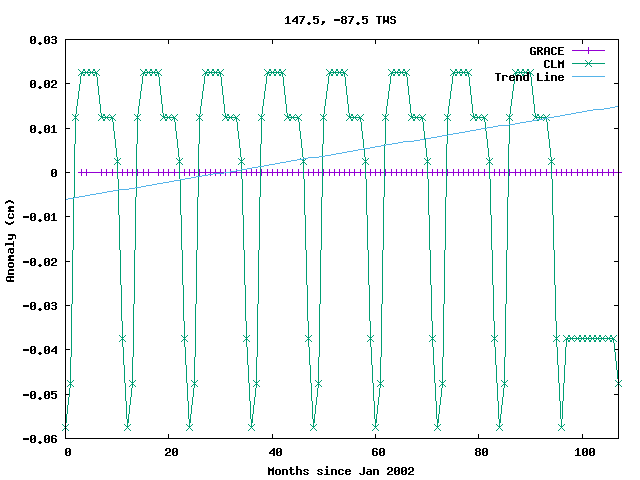 147.5, -87.5 TWS
GRACE
CLM
Trend Line
0.03
0.02
0.01
0
-0.01
-0.02
-0.03
-0.04
-0.05
-0.06
Anomaly (cm)
0 20 40 60 80 100
Months since Jan 2002